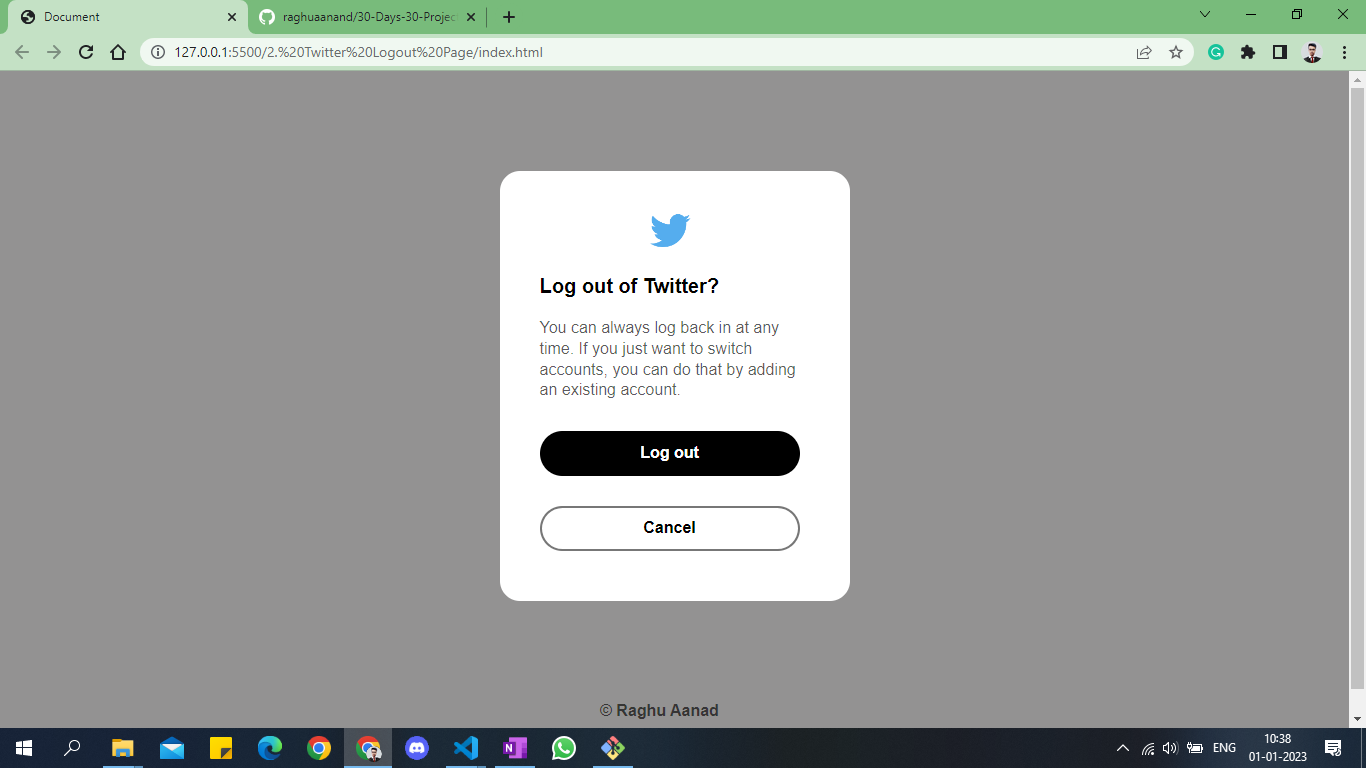 Document
raghuaanand/30-Days-30-Projec
127.0.0.1:5500/2.%20Twitter%20Logout%20Page/index.html
Log out of Twitter?
You can always log back in at any
time. If you just want to switch
accounts, you can do that by adding
an existing account.
Log out
Cancel
© Raghu Aanad
ENG
10:38
01-01-2023